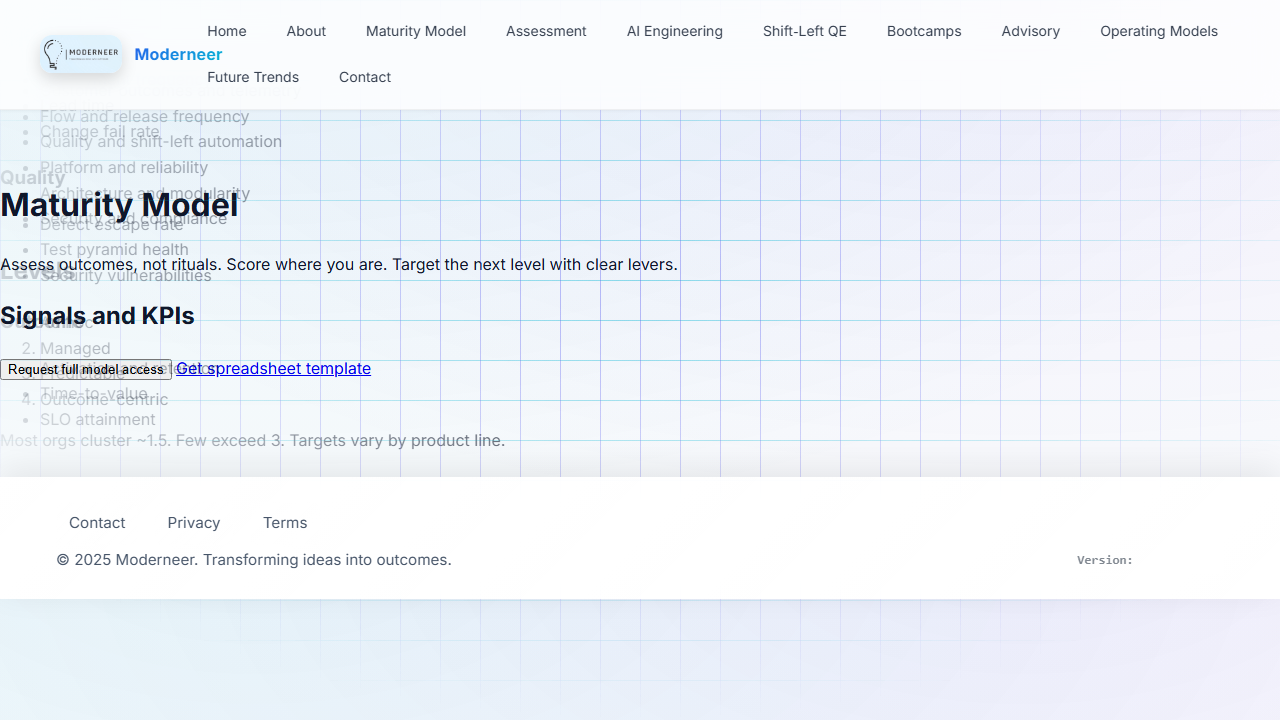 MODERNEER
Moderneer
Home
About
Maturity Model
Assessment
AI Engineering
Shift-Left QE
Bootcamps
Advisory
Operating Models
Future Trends
Contact
Flow and release frequency
Change fail rate
Quality and shift-left automation
Platform and reliability
Quality
Architecture and modularity
Maturity Model
Security and compliance
Defect escape rate
Test pyramid health
Assess outcomes, not rituals. Score where you are. Target the next level with clear levers.
Levels
Security vulnerabilities
Signals and KPIs
2. Managed
Request full model access
Get spreadsheet template
3. Predictable
Time-to-value
4. Outcome-centric
SLO attainment
Most orgs cluster ~1.5. Few exceed 3. Targets vary by product line.
Contact
Privacy
Terms
© 2025 Moderneer. Transforming ideas into outcomes.
Version: